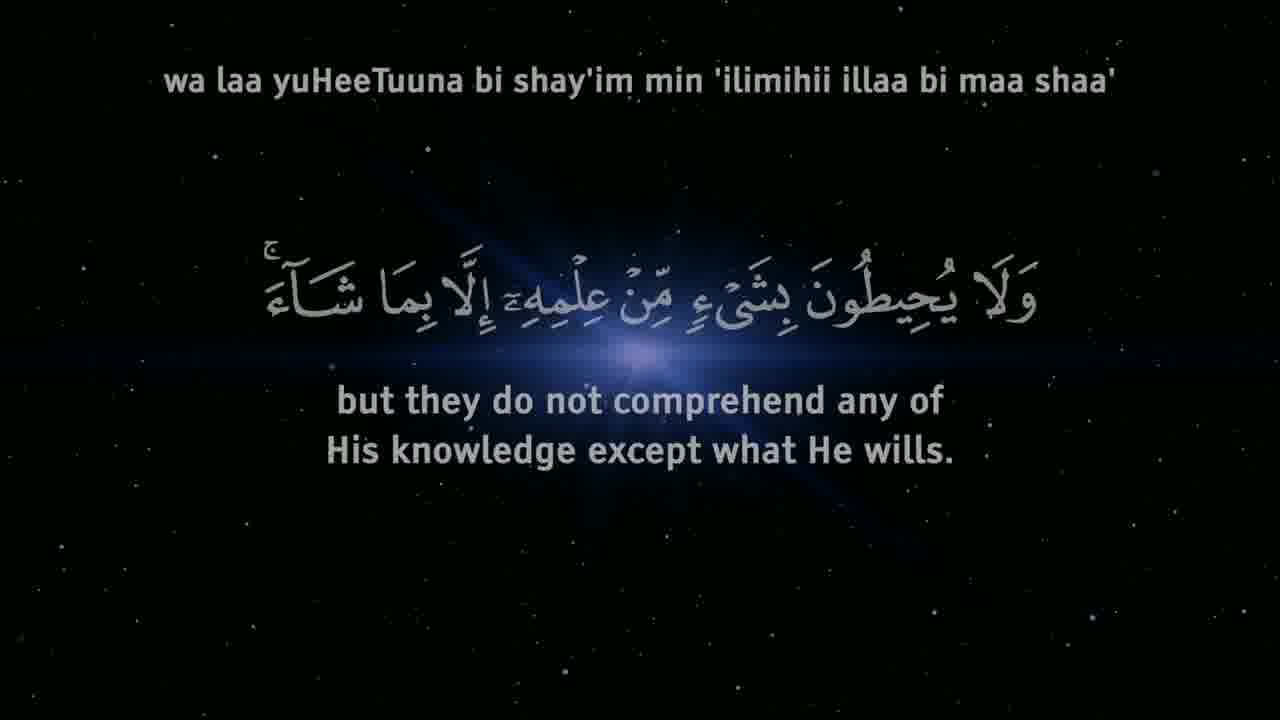 wa laa yuHeeTuuna bi shay'im min 'ilimihii illaa bi maa shaa'
وَلَا يُحِيطُونَ بِشَىْءٍ مِّنْ عِلْمِهِۦٓ إِلَّا بِمَا شَآءَ ۚ
but they do not comprehend any of
His knowledge except what He wills.